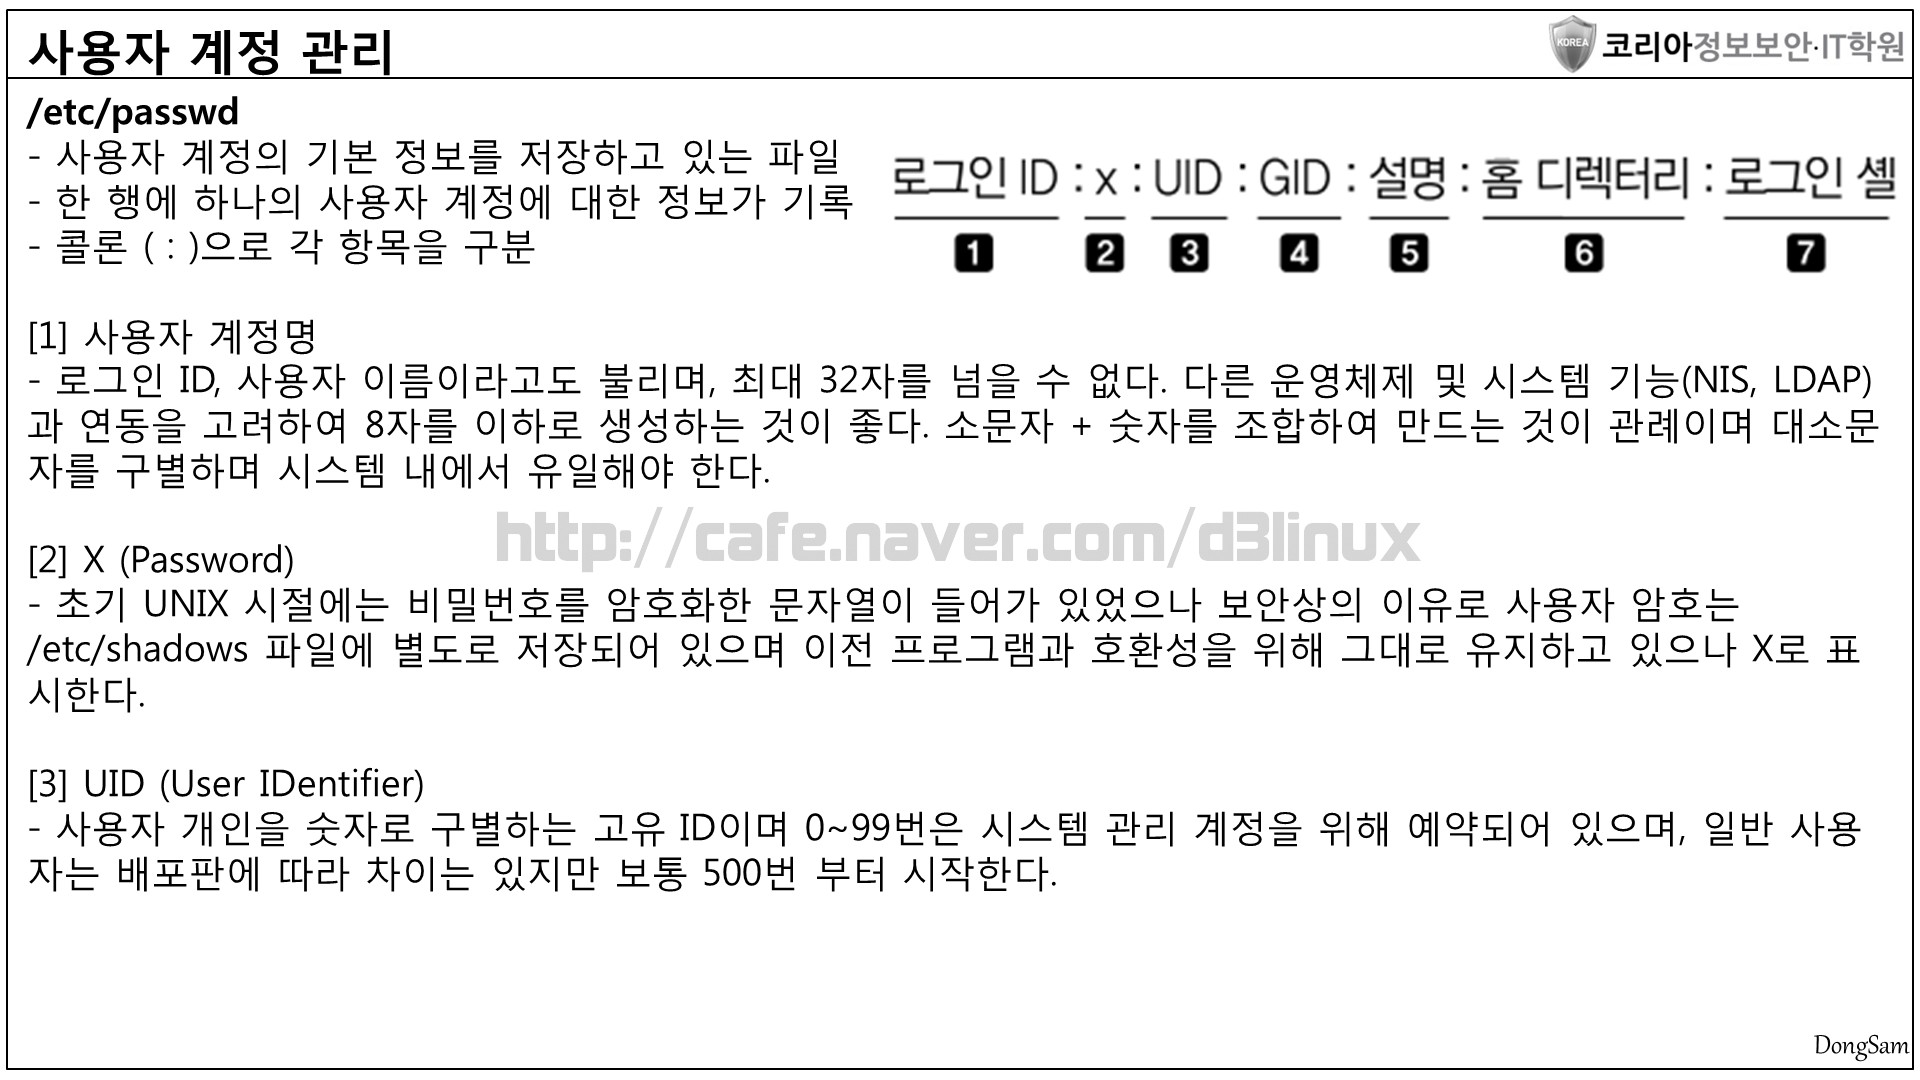 사용자 계정 관리
KOREA
코리아정보보안·IT학원
/etc/passwd
- 사용자 계정의 기본 정보를 저장하고 있는 파일
- 한 행에 하나의 사용자 계정에 대한 정보가 기록
- 콜론 ( : )으로 각 항목을 구분
로그인 ID : x : UID : GID : 설명 : 홈 디렉터리 : 로그인 셸
1 2 3 4 5 6 7
[1] 사용자 계정명
- 로그인 ID, 사용자 이름이라고도 불리며, 최대 32자를 넘을 수 없다. 다른 운영체제 및 시스템 기능(NIS, LDAP)
과 연동을 고려하여 8자를 이하로 생성하는 것이 좋다. 소문자 + 숫자를 조합하여 만드는 것이 관례이며 대소문
자를 구별하며 시스템 내에서 유일해야 한다.
http://cafe.naver.com/d3linux
[2] X (Password)
- 초기 UNIX 시절에는 비밀번호를 암호화한 문자열이 들어가 있었으나 보안상의 이유로 사용자 암호는
/etc/shadows 파일에 별도로 저장되어 있으며 이전 프로그램과 호환성을 위해 그대로 유지하고 있으나 X로 표
시한다.
[3] UID (User IDentifier)
- 사용자 개인을 숫자로 구별하는 고유 ID이며 0~99번은 시스템 관리 계정을 위해 예약되어 있으며, 일반 사용
자는 배포판에 따라 차이는 있지만 보통 500번 부터 시작한다.
DongSam